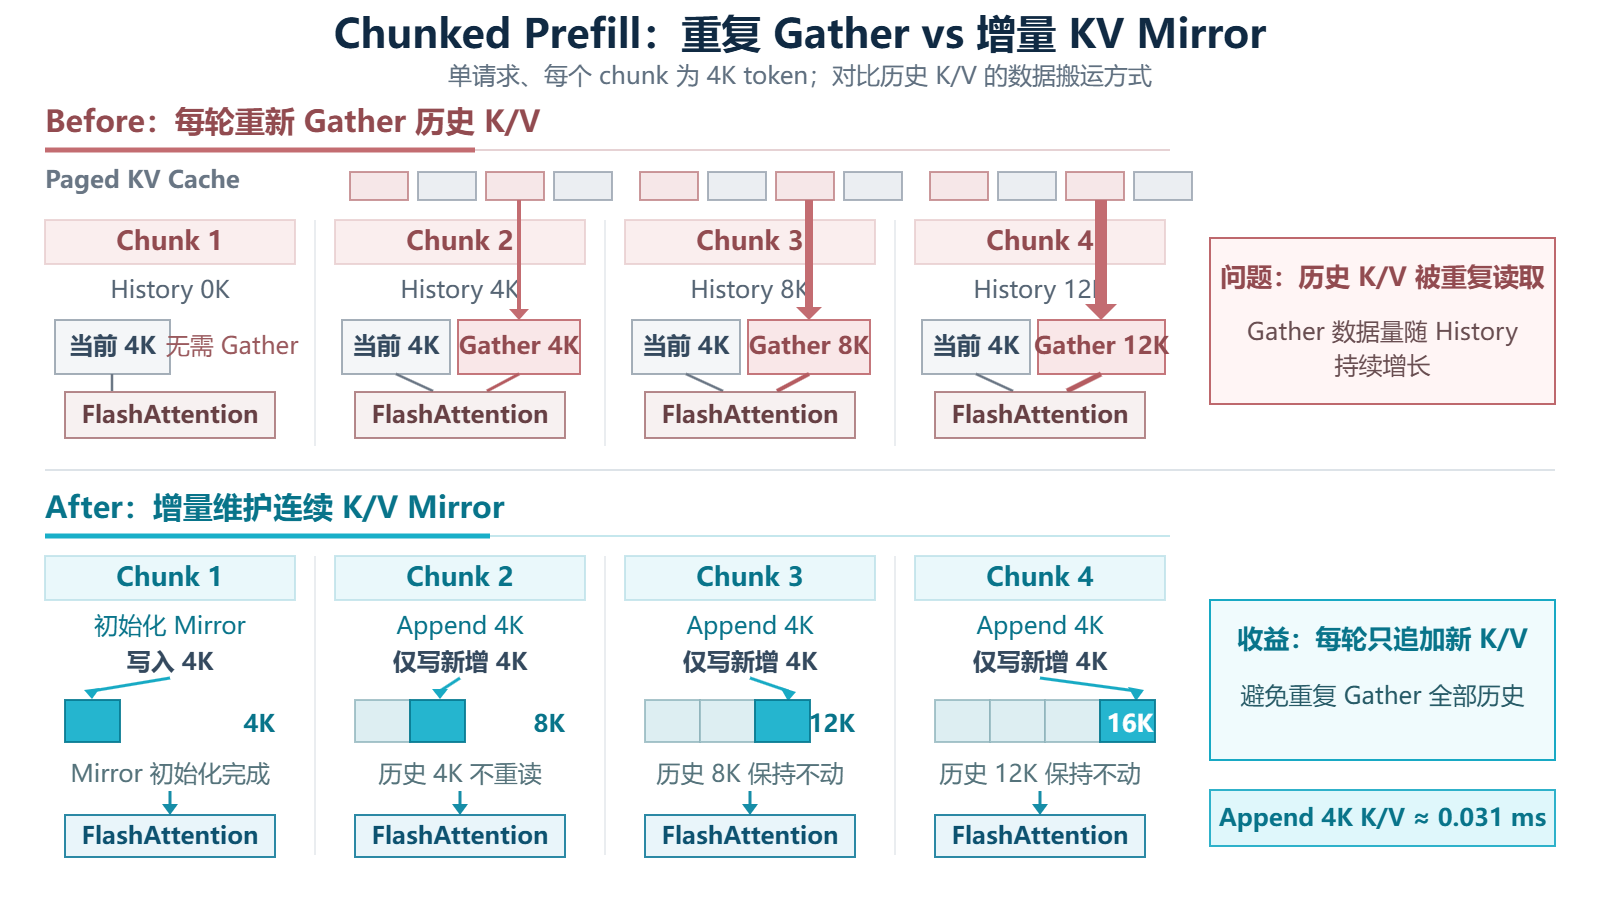 Chunked Prefill：重复 Gather vs 增量 KV Mirror
单请求、每个 chunk 为 4K token；对比历史 K/V 的数据搬运方式
Before：每轮重新 Gather 历史 K/V
Paged KV Cache
Chunk 1
Chunk 2
Chunk 3
Chunk 4
History 0K
History 4K
History 8K
History 12K
当前 4K
无需 Gather
当前 4K
Gather 4K
当前 4K
Gather 8K
当前 4K
Gather 12K
FlashAttention
FlashAttention
FlashAttention
FlashAttention
问题：历史 K/V 被重复读取
Gather 数据量随 History
持续增长
After：增量维护连续 K/V Mirror
Chunk 1
Chunk 2
Chunk 3
Chunk 4
初始化 Mirror
Append 4K
Append 4K
Append 4K
写入 4K
仅写新增 4K
仅写新增 4K
仅写新增 4K
4K
8K
12K
16K
Mirror 初始化完成
历史 4K 不重读
历史 8K 保持不动
历史 12K 保持不动
FlashAttention
FlashAttention
FlashAttention
FlashAttention
收益：每轮只追加新 K/V
避免重复 Gather 全部历史
Append 4K K/V ≈ 0.031 ms